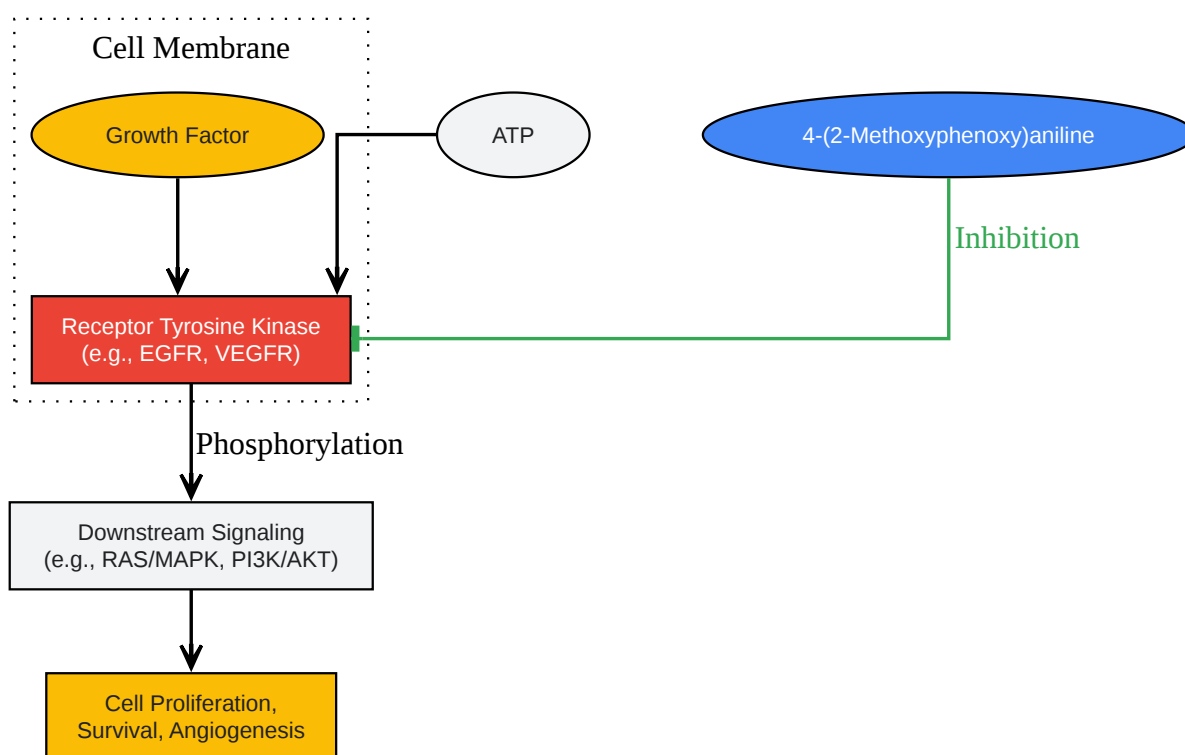 Cell Membrane
Growth Factor
ATP
4-(2-Methoxyphenoxy)aniline
Inhibition
Receptor Tyrosine Kinase
(e.g., EGFR, VEGFR)
Phosphorylation
Downstream Signaling
(e.g., RAS/MAPK, PI3K/AKT)
Cell Proliferation,
Survival, Angiogenesis